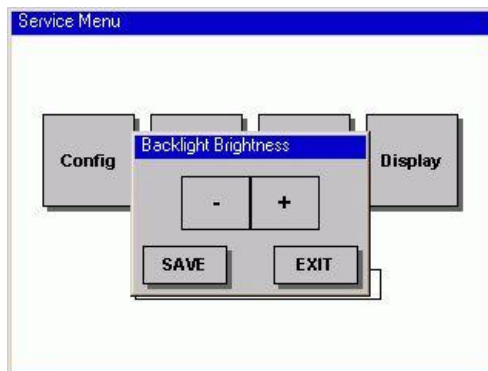 Service Menu
Config
Backlight Brightness
Display
- +
SAVE EXIT